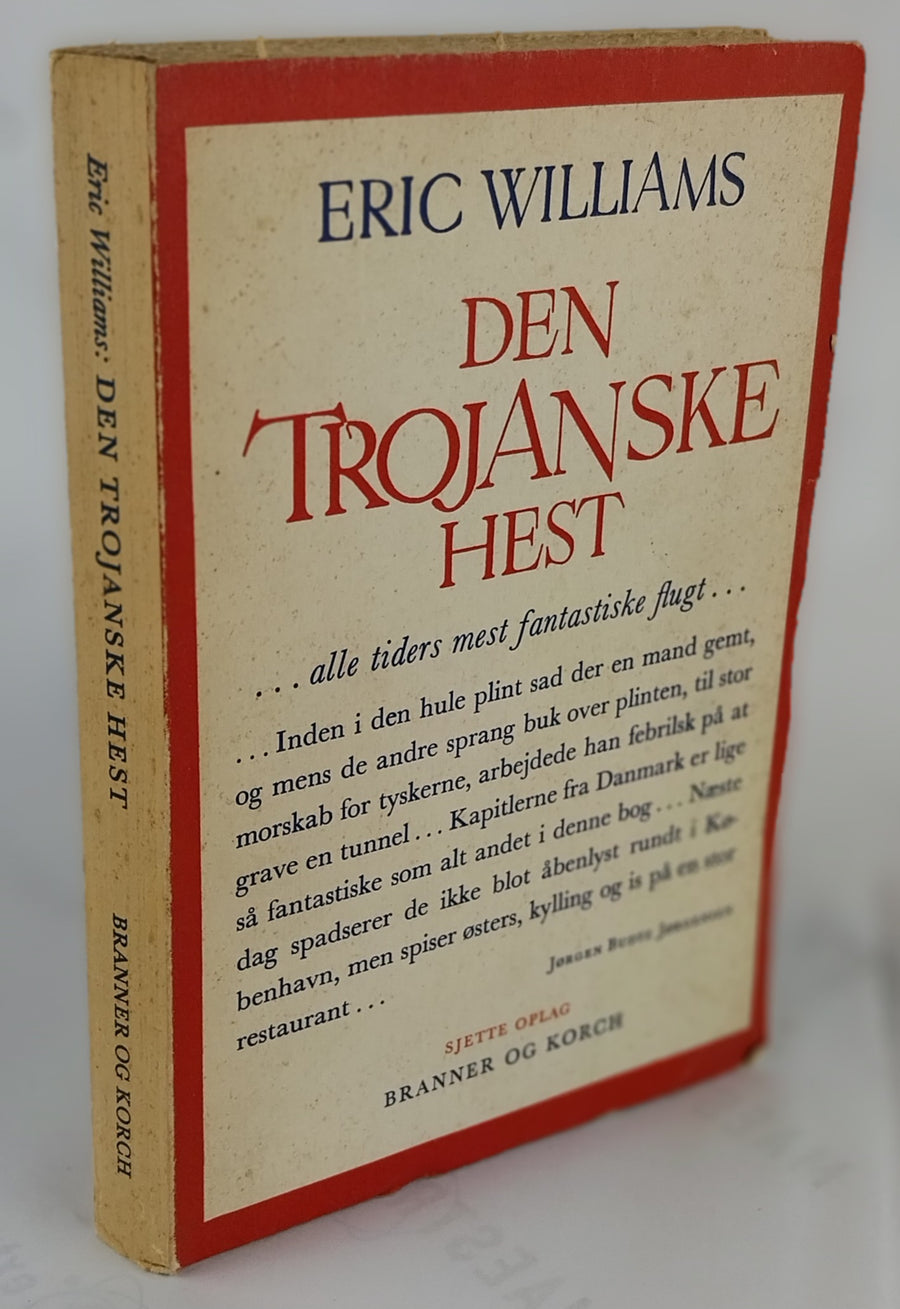 Eric Williams: DEN TROJANSKE HEST BRANNER OG KORCH
ERIC WILLIAMS
DEN
TROJANSKE
HEST
...alle tiders mest fantastiske flugt...
...Inden i den hule plint sad der en mand gemt,
og mens de andre sprang buk over plinten, til stor
morskab for tyskerne, arbejdede han febrilsk på at
grave en tunnel... Kapitlerne fra Danmark er lige
så fantastiske som alt andet i denne bog... Næste
dag spadserer de ikke blot åbenlyst rundt i Kø-
benhavn, men spiser østers, kylling og is på en stor
restaurant...
JØRGEN
SJETTE OPLAG
BRANNER OG KORCH